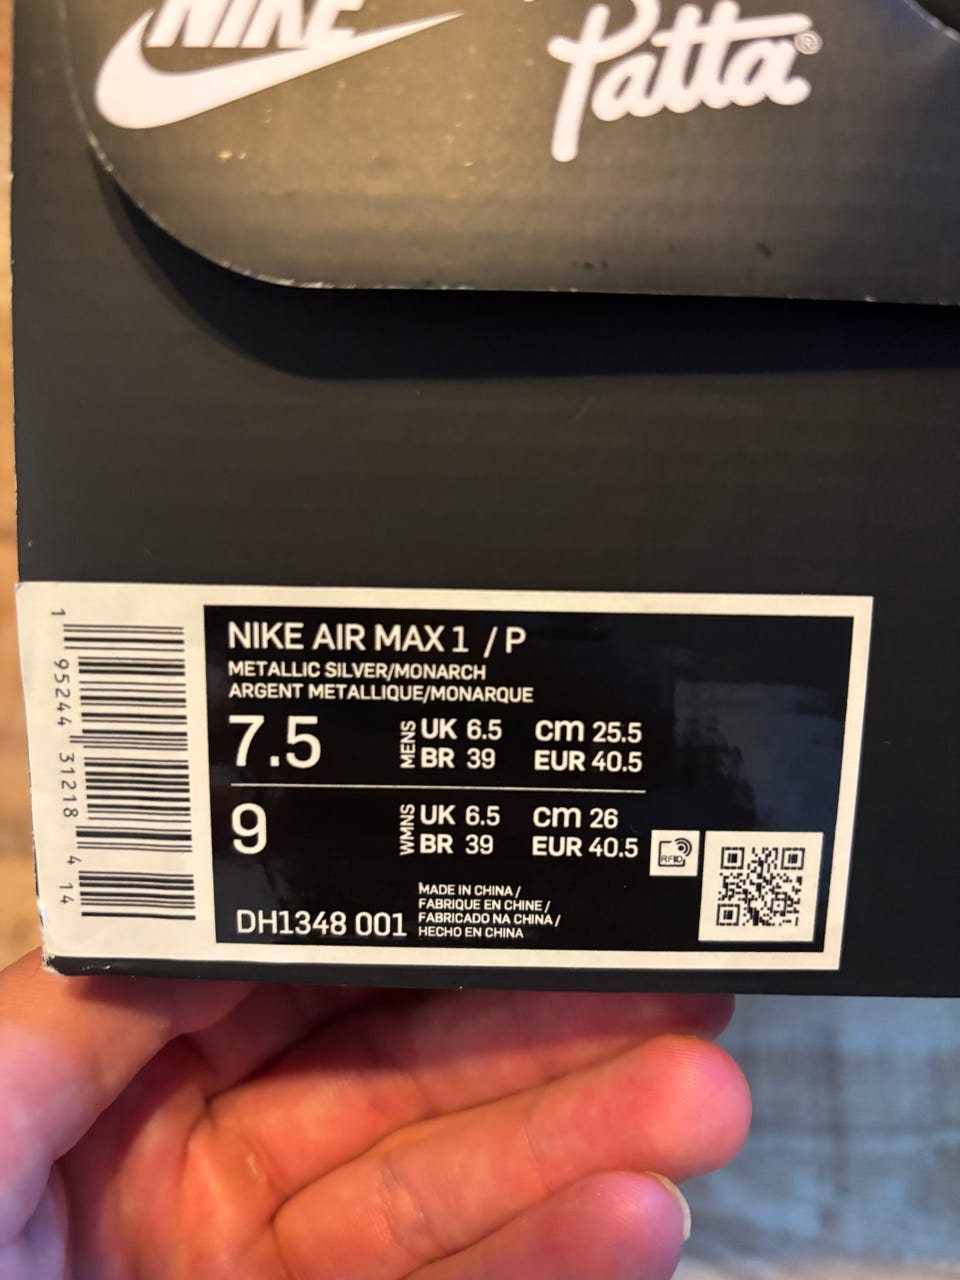 NIKE
Patta®
NIKE AIR MAX 1 / P
METALLIC SILVER/MONARCH
ARGENT METALLIQUE/MONARQUE
7.5 MENS UK 6.5 cm 25.5
BR 39 EUR 40.5
9 WMNS UK 6.5 cm 26
BR 39 EUR 40.5
RFID
MADE IN CHINA /
FABRIQUE EN CHINE /
FABRICADO NA CHINA /
HECHO EN CHINA
DH1348 001
1 95244 31218 4 14